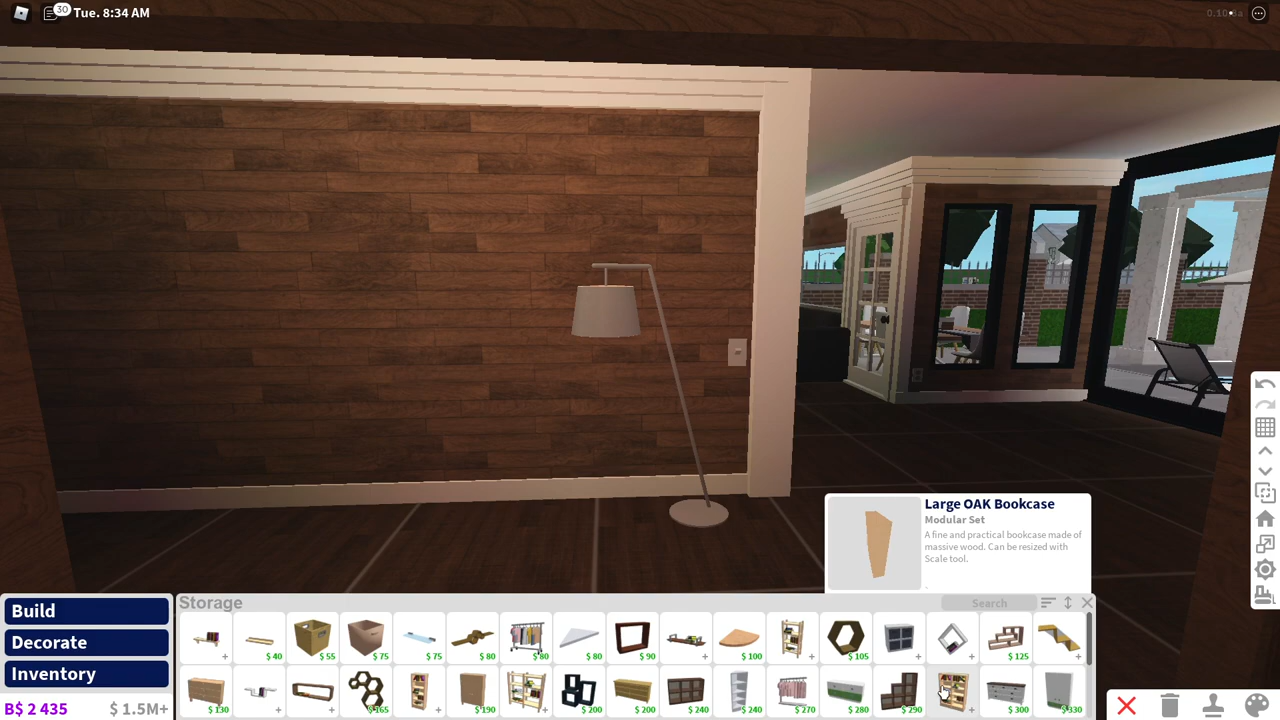 30
Tue. 8:34 AM
Large OAK Bookcase
Modular Set
A fine and practical bookcase made of
massive wood. Can be resized with
Scale tool.
Build
Decorate
Inventory
B$ 2 435
$ 1.5M+
Storage
Search
+
$ 40
$ 55
$ 75
$ 75
$ 80
$ 80
$ 80
$ 90
+
$ 100
+
$ 105
+
+
$ 125
+
$ 130
+
+
$ 165
+
$ 190
+
$ 200
$ 200
$ 240
$ 240
$ 270
$ 280
$ 290
+
$ 300
$ 330